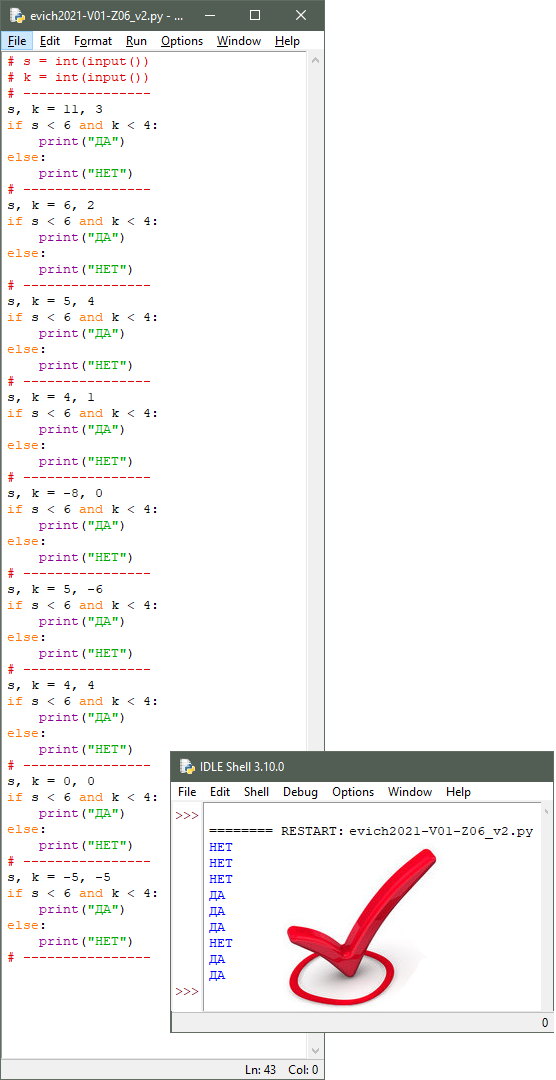 evich2021-V01-Z06_v2.py - ...
File Edit Format Run Options Window Help
# s = int(input())
# k = int(input())
# ----------------
s, k = 11, 3
if s < 6 and k < 4:
    print("ДА")
else:
    print("НЕТ")
# ----------------
s, k = 6, 2
if s < 6 and k < 4:
    print("ДА")
else:
    print("НЕТ")
# ----------------
s, k = 5, 4
if s < 6 and k < 4:
    print("ДА")
else:
    print("НЕТ")
# ----------------
s, k = 4, 1
if s < 6 and k < 4:
    print("ДА")
else:
    print("НЕТ")
# ----------------
s, k = -8, 0
if s < 6 and k < 4:
    print("ДА")
else:
    print("НЕТ")
# ----------------
s, k = 5, -6
if s < 6 and k < 4:
    print("ДА")
else:
    print("НЕТ")
# ----------------
s, k = 4, 4
if s < 6 and k < 4:
    print("ДА")
else:
    print("НЕТ")
# ----------------
s, k = 0, 0
if s < 6 and k < 4:
    print("ДА")
else:
    print("НЕТ")
# ----------------
s, k = -5, -5
if s < 6 and k < 4:
    print("ДА")
else:
    print("НЕТ")
# ----------------
Ln: 43 Col: 0
IDLE Shell 3.10.0
File Edit Shell Debug Options Window Help
>>>
======== RESTART: evich2021-V01-Z06_v2.py
НЕТ
НЕТ
НЕТ
ДА
ДА
ДА
НЕТ
ДА
ДА
>>>
0